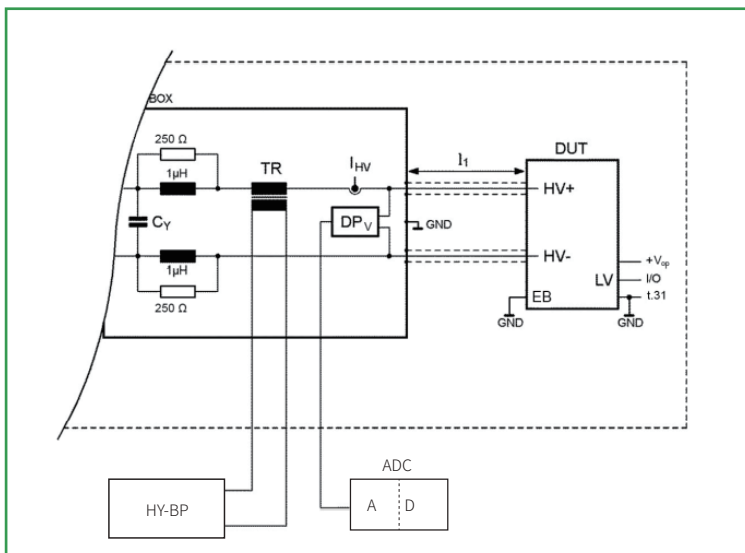 BOX
250 Ω
1μH
TR
I_HV
l₁
DUT
HV+
C_Y
DP_V
GND
1μH
HV-
+V_op
LV
I/O
250 Ω
EB
t.31
GND
GND
ADC
HY-BP
A
D